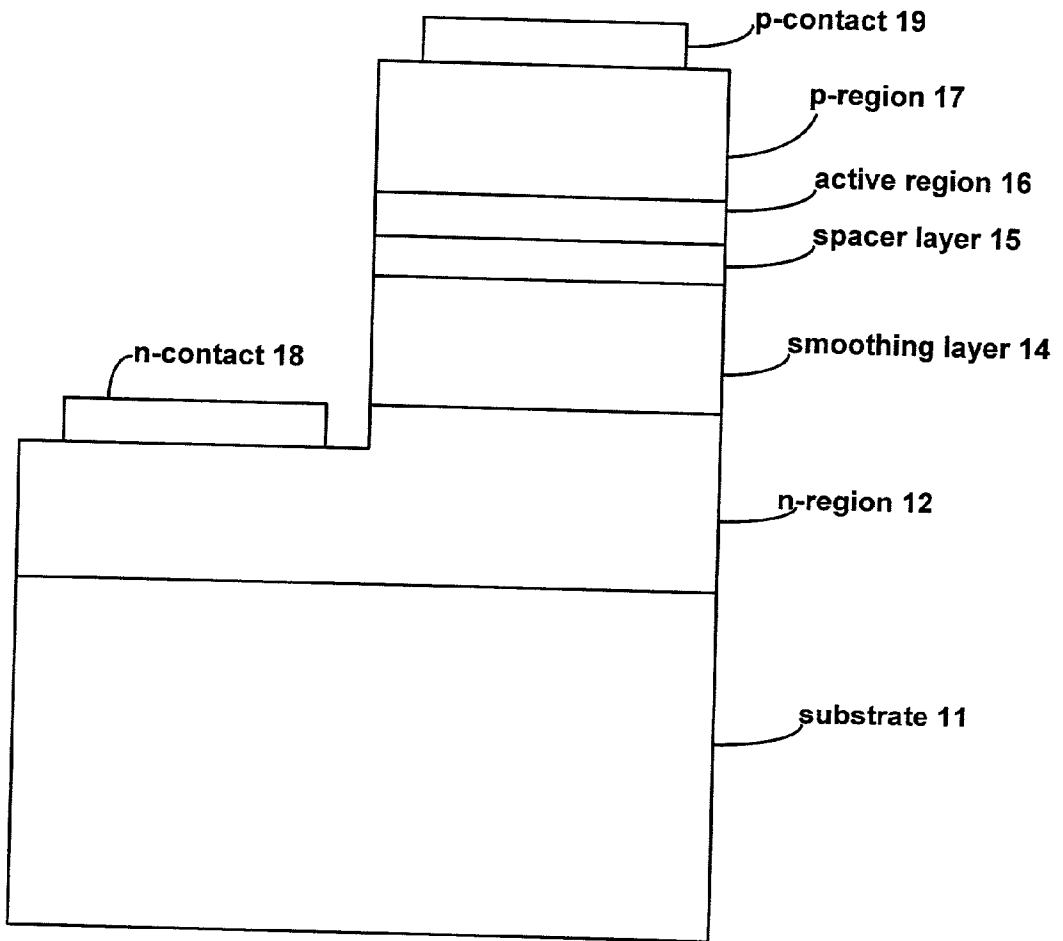 p-contact 19
p-region 17
active region 16
spacer layer 15
smoothing layer 14
n-contact 18
n-region 12
substrate 11